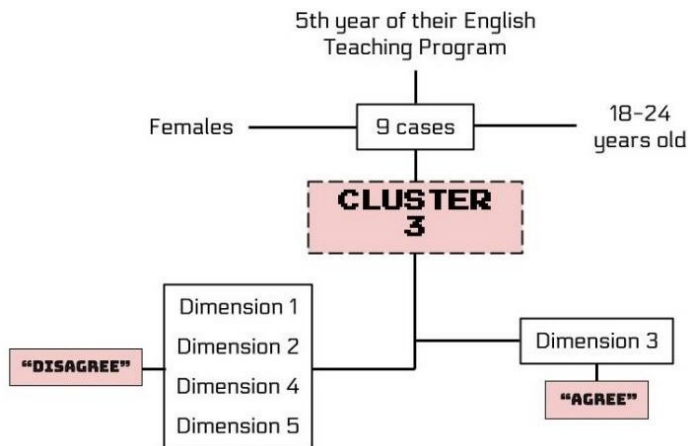 5th year of their English
Teaching Program
Females
9 cases
18-24
years old
CLUSTER
3
Dimension 1
Dimension 2
Dimension 4
Dimension 5
"DISAGREE"
Dimension 3
"AGREE"